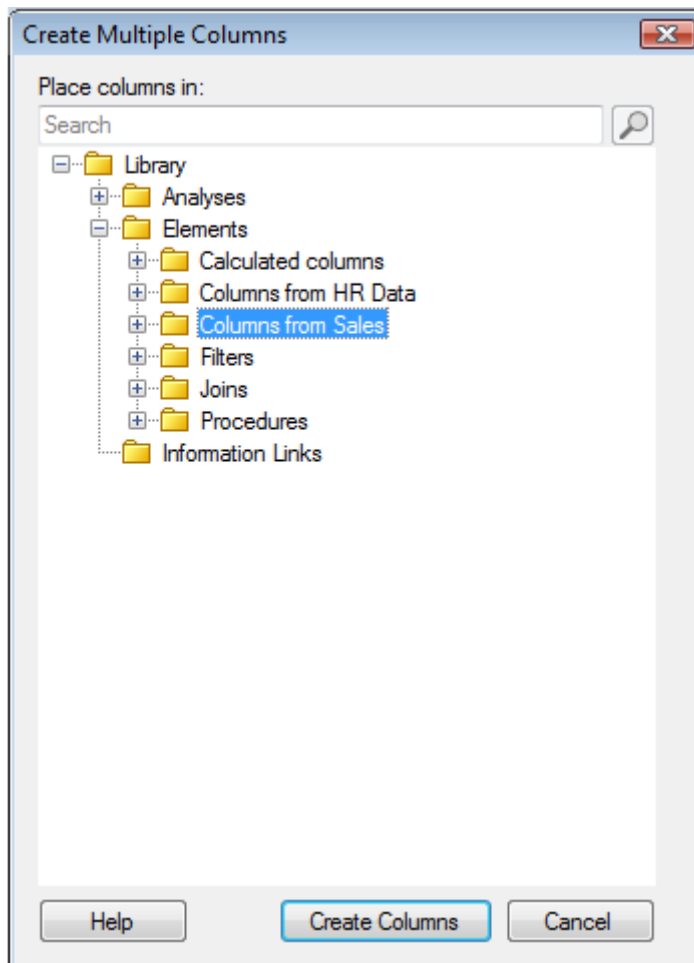 Create Multiple Columns
Place columns in:
Search
Library
Analyses
Elements
Calculated columns
Columns from HR Data
Columns from Sales
Filters
Joins
Procedures
Information Links
Help Create Columns Cancel